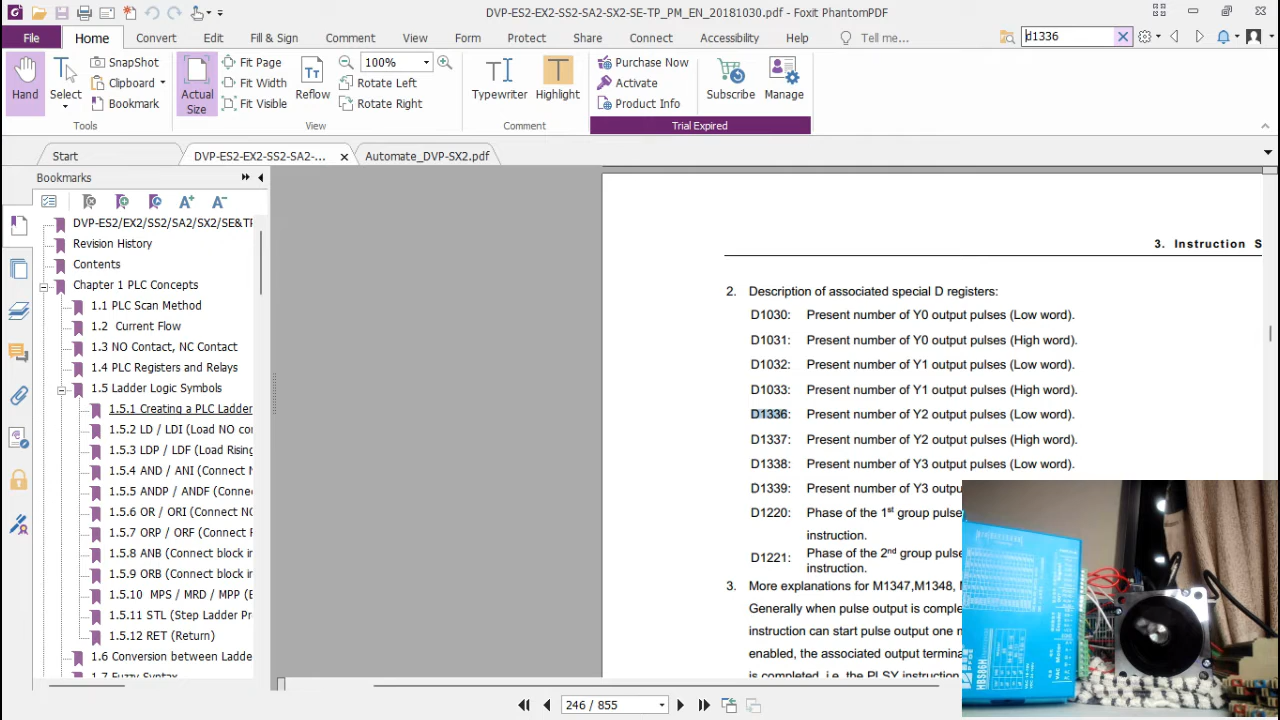 DVP-ES2-EX2-SS2-SA2-SX2-SE-TP_PM_EN_20181030.pdf - Foxit PhantomPDF
File Home Convert Edit Fill & Sign Comment View Form Protect Share Connect Accessibility Help Tell me... d1336
Hand
Select
SnapShot
Clipboard
Bookmark
Tools
Actual Size
Fit Page
Fit Width
Fit Visible
Reflow
100%
Rotate Left
Rotate Right
View
Typewriter
Highlight
Comment
Purchase Now
Activate
Product Info
Subscribe
Manage
Trial Expired
Start DVP-ES2-EX2-SS2-SA2-... Automate_DVP-SX2.pdf
Bookmarks
DVP-ES2/EX2/SS2/SA2/SX2/SE&TP
Revision History
Contents
Chapter 1 PLC Concepts
1.1 PLC Scan Method
1.2 Current Flow
1.3 NO Contact, NC Contact
1.4 PLC Registers and Relays
1.5 Ladder Logic Symbols
1.5.1 Creating a PLC Ladder
1.5.2 LD / LDI (Load NO co
1.5.3 LDP / LDF (Load Rising
1.5.4 AND / ANI (Connect N
1.5.5 ANDP / ANDF (Conne
1.5.6 OR / ORI (Connect NO
1.5.7 ORP / ORF (Connect F
1.5.8 ANB (Connect block in
1.5.9 ORB (Connect block in
1.5.10 MPS / MRD / MPP (B
1.5.11 STL (Step Ladder Pr
1.5.12 RET (Return)
1.6 Conversion between Ladde
1.7 Fuzzy Syntax
3. Instruction S
2. Description of associated special D registers:
D1030: Present number of Y0 output pulses (Low word).
D1031: Present number of Y0 output pulses (High word).
D1032: Present number of Y1 output pulses (Low word).
D1033: Present number of Y1 output pulses (High word).
D1336: Present number of Y2 output pulses (Low word).
D1337: Present number of Y2 output pulses (High word).
D1338: Present number of Y3 output pulses (Low word).
D1339: Present number of Y3 outpu
D1220: Phase of the 1st group pulse
instruction.
D1221: Phase of the 2nd group pulse
instruction.
3. More explanations for M1347,M1348,
Generally when pulse output is comple
instruction can start pulse output one m
enabled, the associated output termina
is completed, i.e. the PLSY instruction
HBS86H
246 / 855